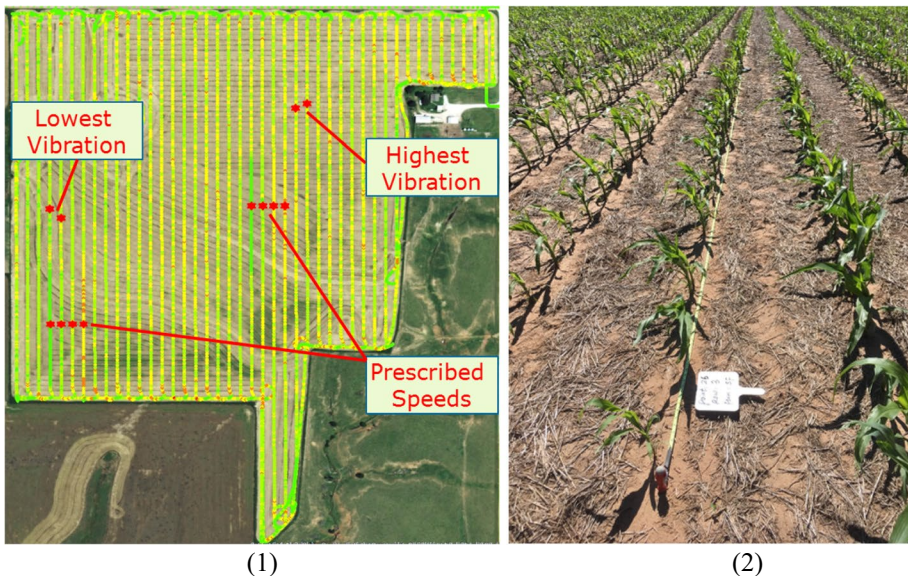 Lowest
Vibration
Highest
Vibration
Prescribed
Speeds
(1)
(2)